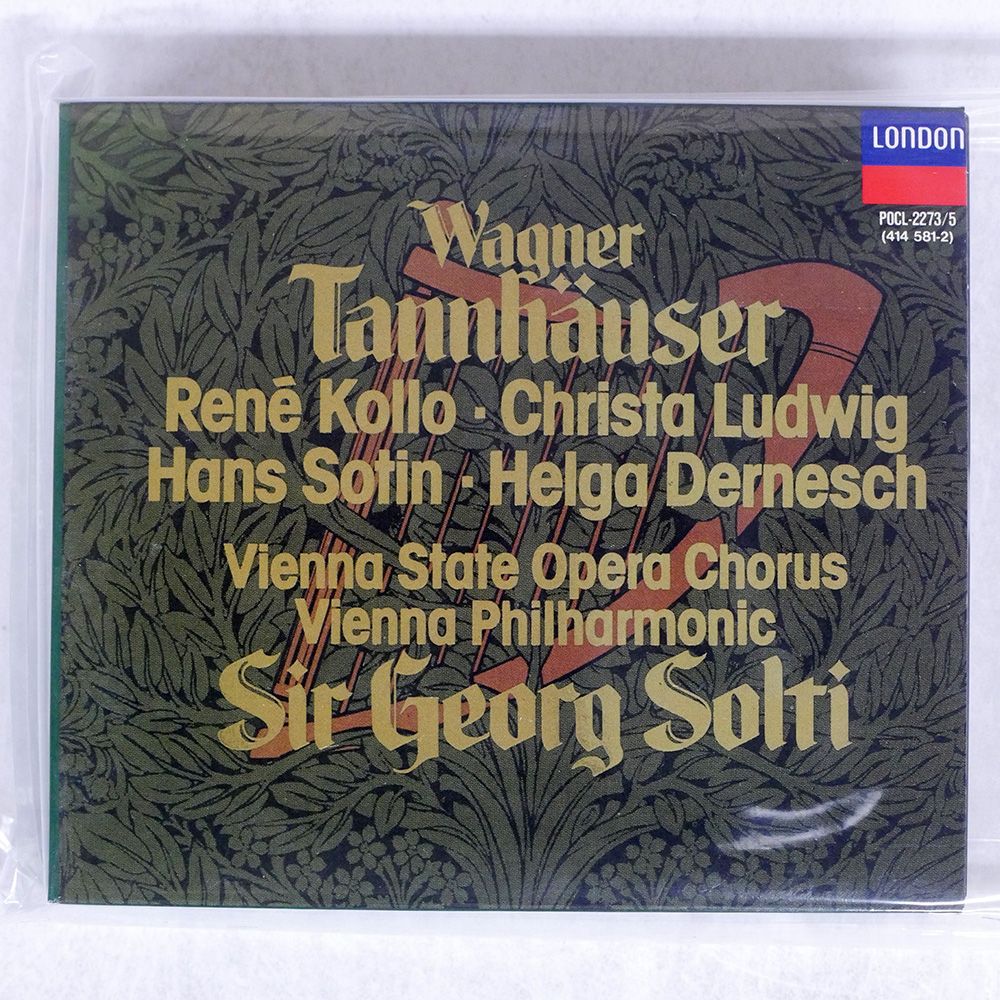 LONDON
POCL-2273/5
(414 581-2)
Wagner
Tannhäuser
René Kollo · Christa Ludwig
Hans Sotin · Helga Dernesch
Vienna State Opera Chorus
Vienna Philharmonic
Sir Georg Solti